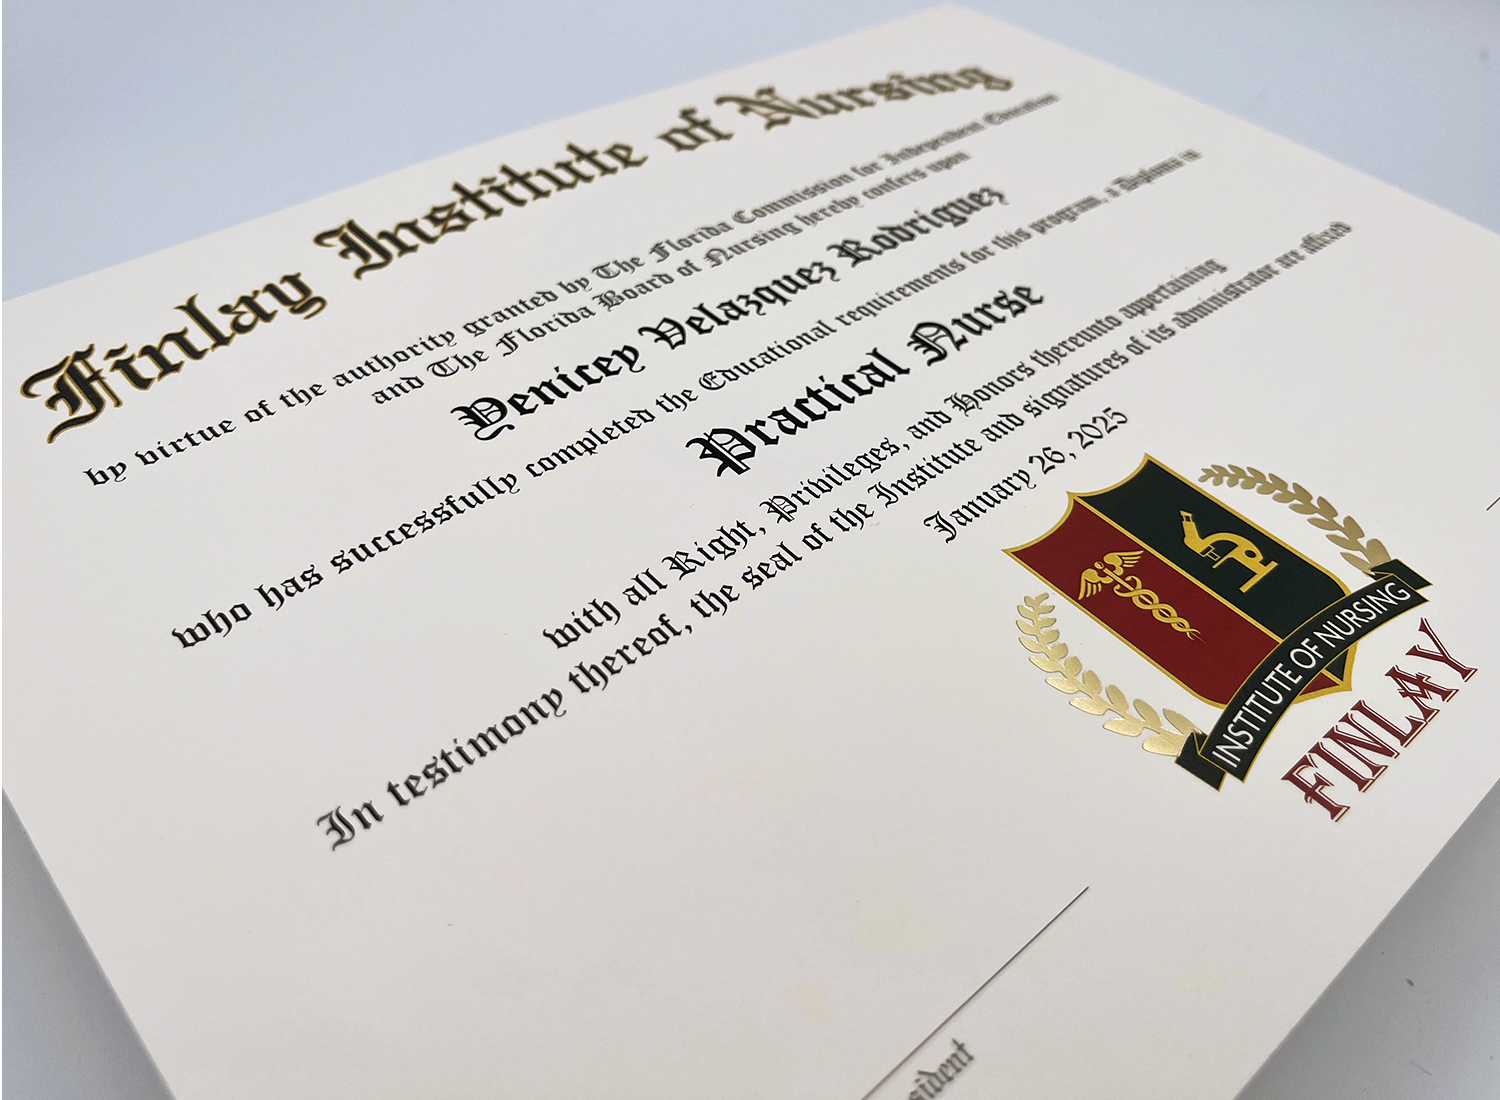 Finlay Institute of Nursing
by virtue of the authority granted by The Florida Commission for Independent Education
and The Florida Board of Nursing hereby confers upon
Yenicey Velazquez Rodriguez
who has successfully completed the Educational requirements for this program, a Diploma in
Practical Nurse
with all Right, Privileges, and Honors thereunto appertaining
In testimony thereof, the seal of the Institute and signatures of its administrator are affixed
January 26, 2025
INSTITUTE OF NURSING
FINLAY